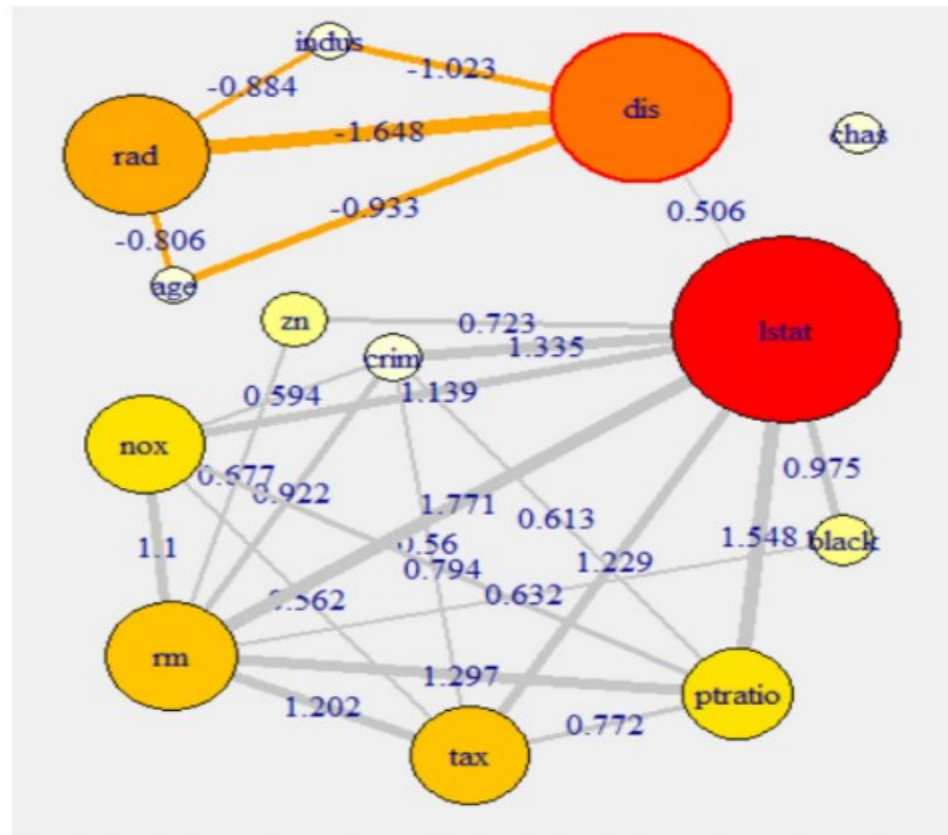 indus
-0.884
-1.023
dis
chas
-1.648
rad
-0.933
0.506
-0.806
age
zn
0.723
lstat
crim
1.335
0.594
1.139
nox
0.677
0.922
0.975
1.771
0.613
1.1
0.56
1.548
black
0.794
1.229
0.562
0.632
rm
1.297
ptratio
1.202
0.772
tax